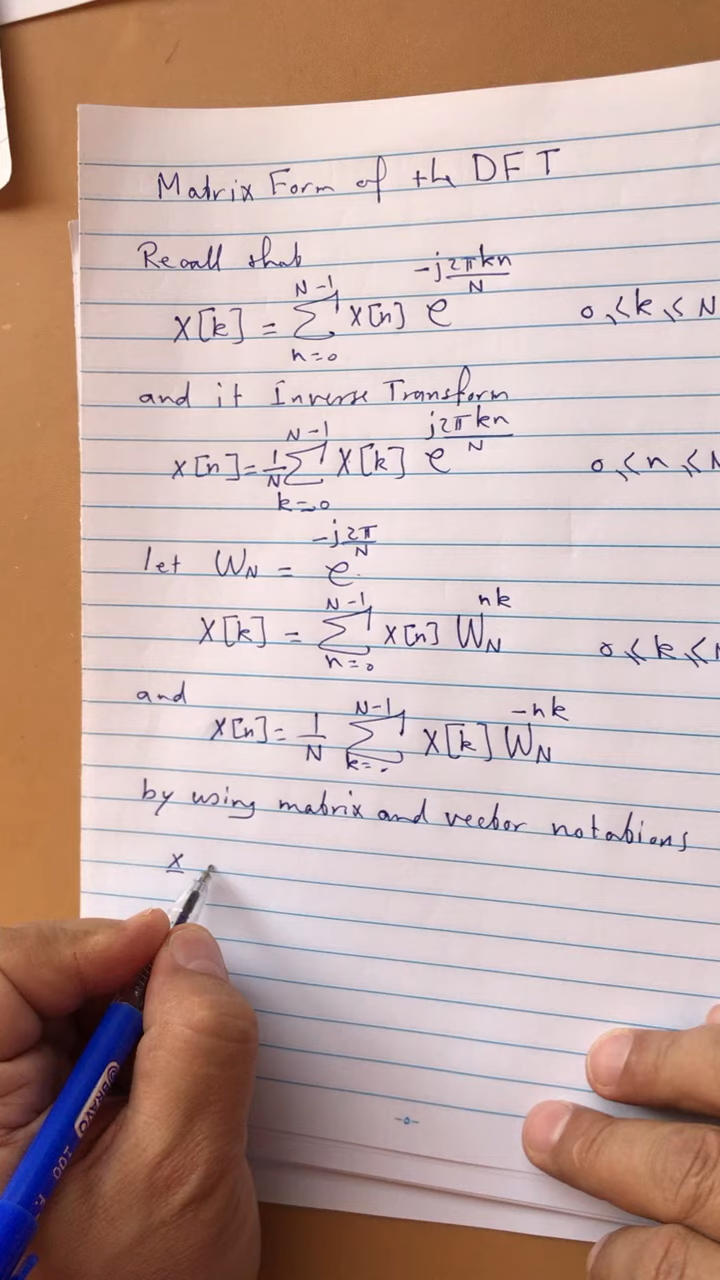 Matrix Form of the DFT
Recall that
X[k] = Σ_{n=0}^{N-1} x[n] e^{-j2πkn/N} 0≤k≤N
and it Inverse Transform
x[n] = 1/N Σ_{k=0}^{N-1} X[k] e^{j2πkn/N} 0≤n≤N
let W_N = e^{-j2π/N}
X[k] = Σ_{n=0}^{N-1} x[n] W_N^{nk} 0≤k≤N
and
x[n] = 1/N Σ_{k=0}^{N-1} X[k] W_N^{-nk}
by using matrix and vector notations
x
BRAVO